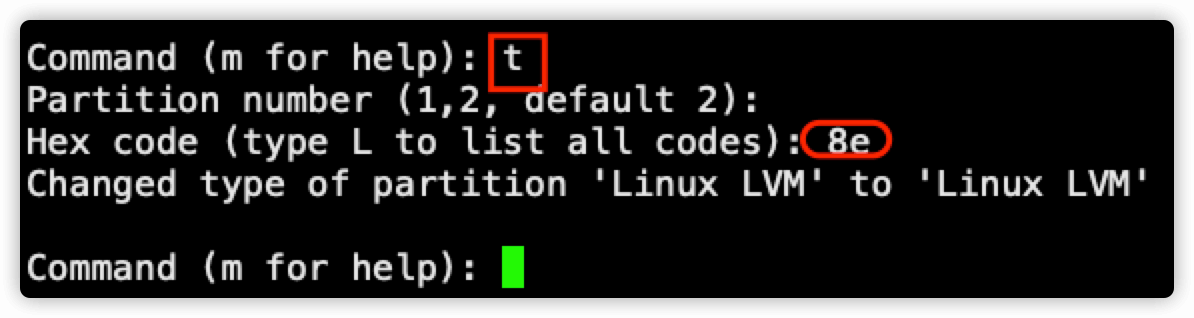 Command (m for help): t
Partition number (1,2, default 2):
Hex code (type L to list all codes): 8e
Changed type of partition 'Linux LVM' to 'Linux LVM'
Command (m for help):